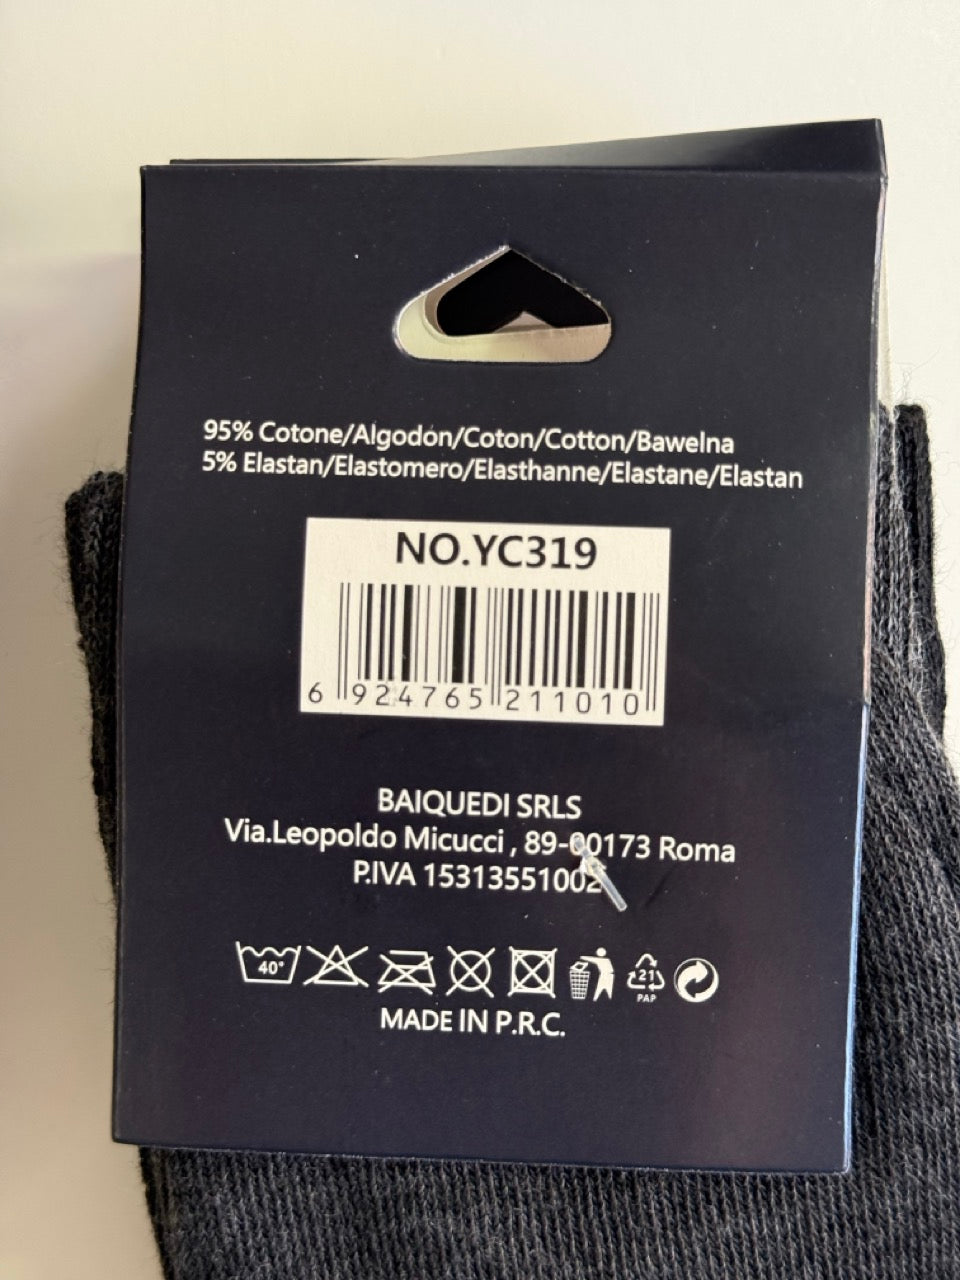 95% Cotone/Algodón/Coton/Cotton/Bawelna
5% Elastan/Elastomero/Elasthanne/Elastane/Elastan
NO.YC319
6 924765 211010
BAIQUEDI SRLS
Via.Leopoldo Micucci , 89-00173 Roma
P.IVA 15313551002
40°
21
PAP
MADE IN P.R.C.